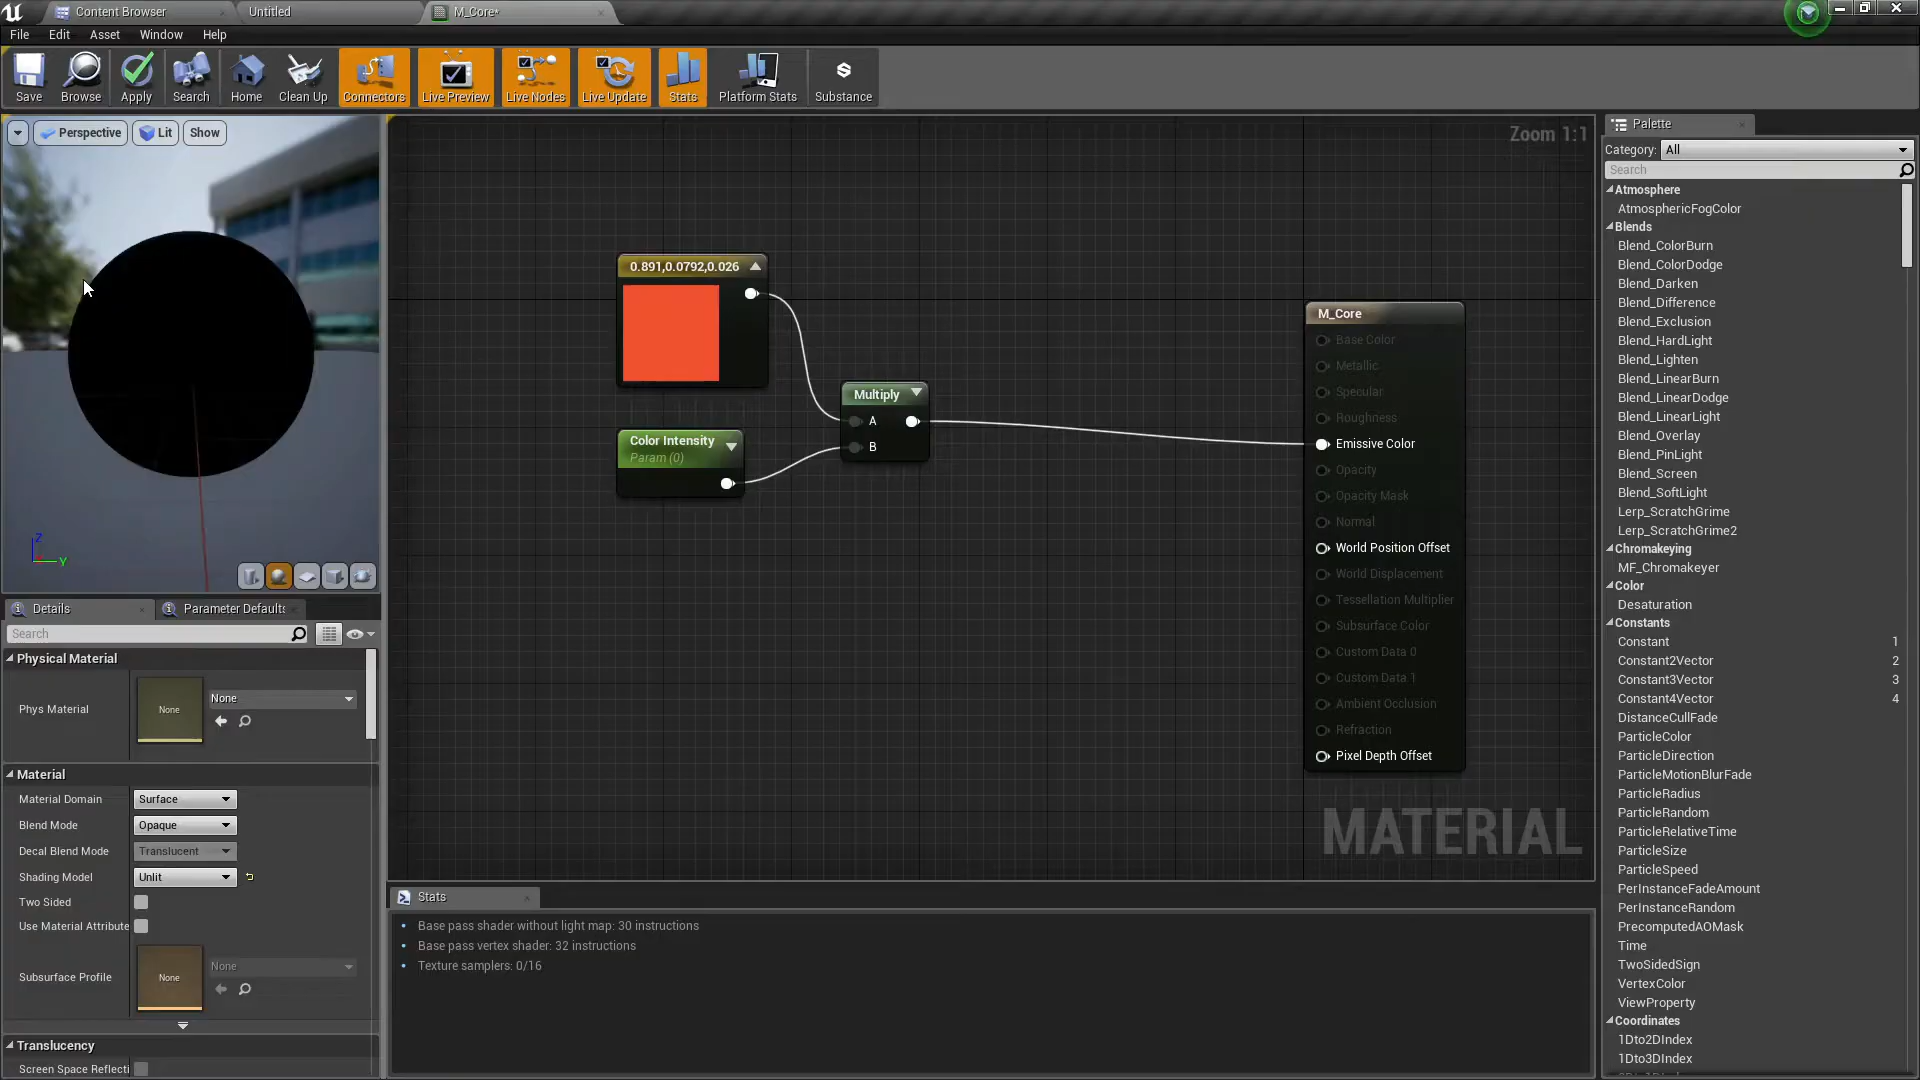 Content Browser
Untitled
M_Core*
File Edit Asset Window Help
Save Browse Apply Search Home Clean Up Connectors Live Preview Live Nodes Live Update Stats Platform Stats Substance
Perspective Lit Show
Z
Y
Details
Parameter Defaults
Search
Physical Material
Phys Material
None
None
Material
Material Domain Surface
Blend Mode Opaque
Decal Blend Mode Translucent
Shading Model Unlit
Two Sided
Use Material Attribute
Subsurface Profile
None
None
Translucency
Screen Space Reflecti
Zoom 1:1
0.891,0.0792,0.026
Color Intensity
Param (0)
Multiply
A
B
M_Core
Base Color
Metallic
Specular
Roughness
Emissive Color
Opacity
Opacity Mask
Normal
World Position Offset
World Displacement
Tessellation Multiplier
Subsurface Color
Custom Data 0
Custom Data 1
Ambient Occlusion
Refraction
Pixel Depth Offset
MATERIAL
Stats
Base pass shader without light map: 30 instructions
Base pass vertex shader: 32 instructions
Texture samplers: 0/16
Palette
Category: All
Search
Atmosphere
AtmosphericFogColor
Blends
Blend_ColorBurn
Blend_ColorDodge
Blend_Darken
Blend_Difference
Blend_Exclusion
Blend_HardLight
Blend_Lighten
Blend_LinearBurn
Blend_LinearDodge
Blend_LinearLight
Blend_Overlay
Blend_PinLight
Blend_Screen
Blend_SoftLight
Lerp_ScratchGrime
Lerp_ScratchGrime2
Chromakeying
MF_Chromakeyer
Color
Desaturation
Constants
Constant 1
Constant2Vector 2
Constant3Vector 3
Constant4Vector 4
DistanceCullFade
ParticleColor
ParticleDirection
ParticleMotionBlurFade
ParticleRadius
ParticleRandom
ParticleRelativeTime
ParticleSize
ParticleSpeed
PerInstanceFadeAmount
PerInstanceRandom
PrecomputedAOMask
Time
TwoSidedSign
VertexColor
ViewProperty
Coordinates
1Dto2DIndex
1Dto3DIndex